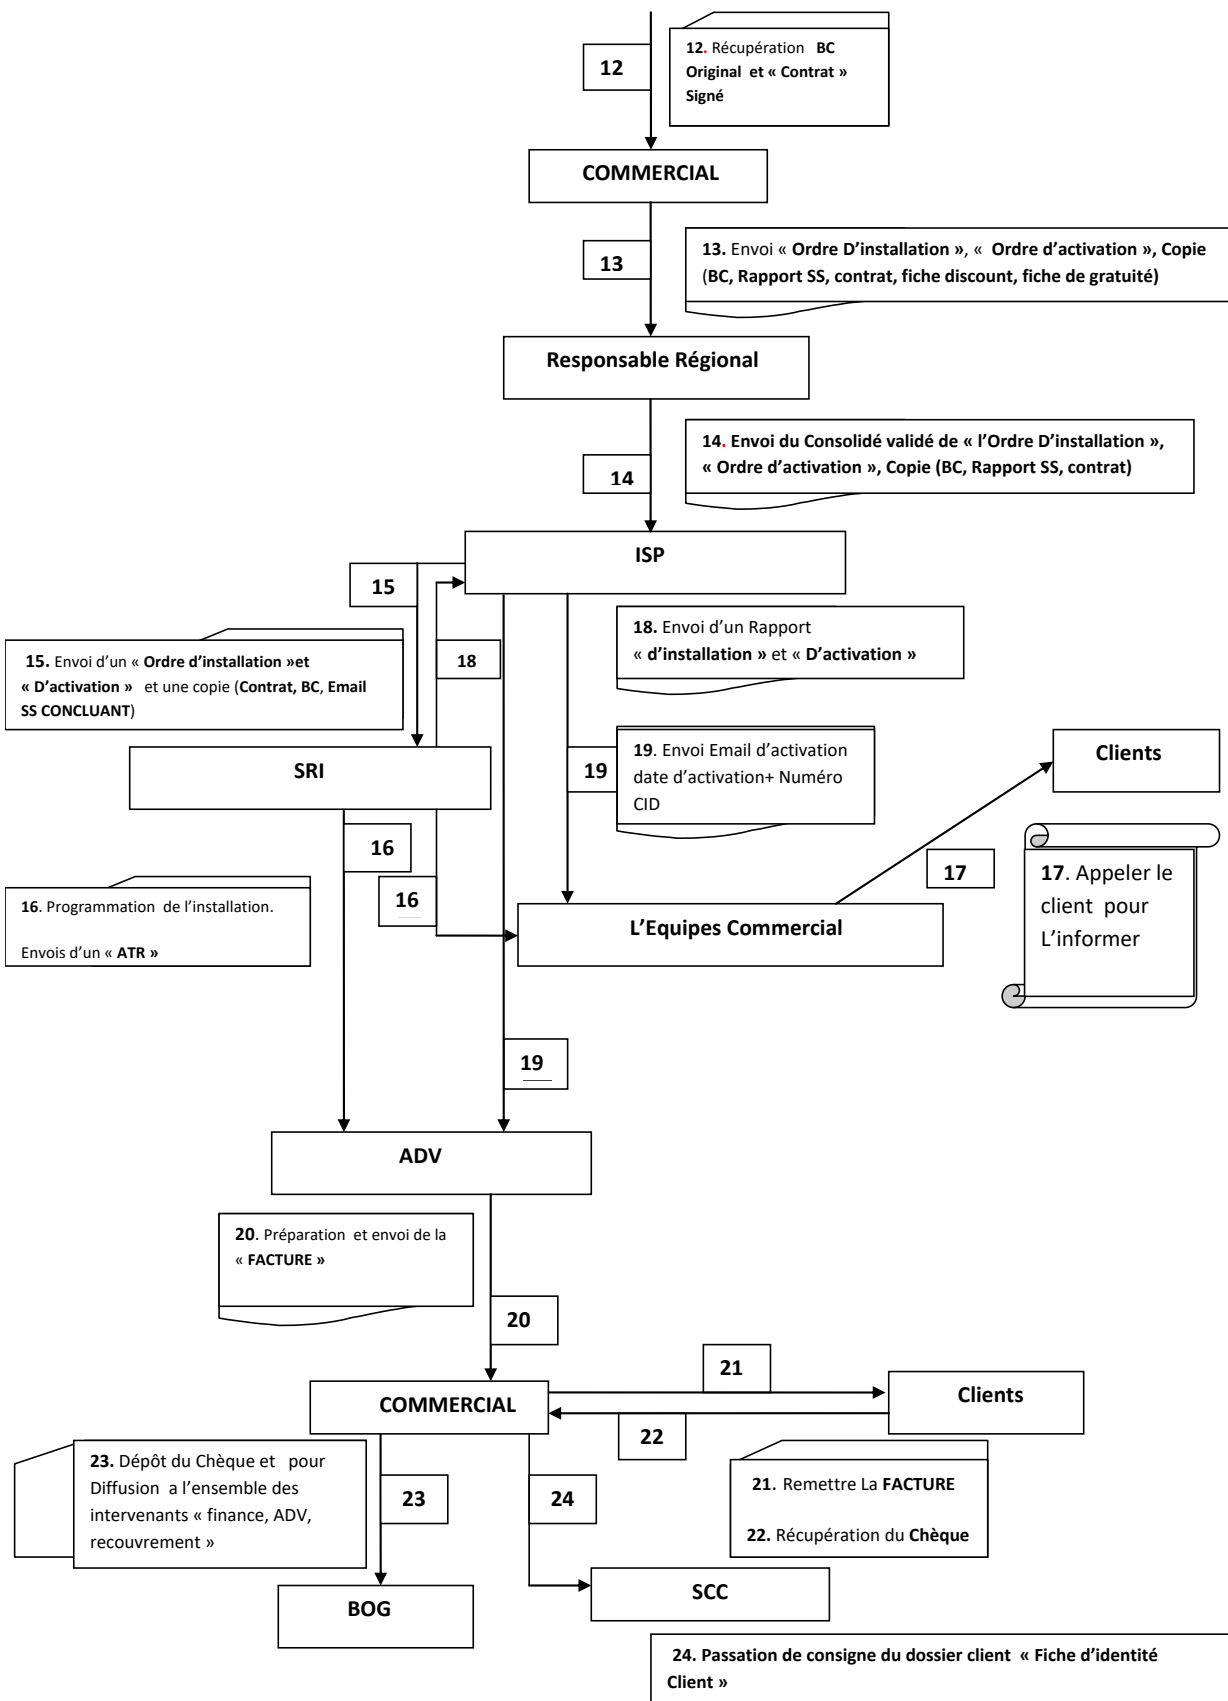 12
12. Récupération BC
Original et « Contrat »
Signé
COMMERCIAL
13
13. Envoi « Ordre D’installation », « Ordre d’activation », Copie
(BC, Rapport SS, contrat, fiche discount, fiche de gratuité)
Responsable Régional
14
14. Envoi du Consolidé validé de « l’Ordre D’installation »,
« Ordre d’activation », Copie (BC, Rapport SS, contrat)
ISP
15
15. Envoi d’un « Ordre d’installation »et
« D’activation » et une copie (Contrat, BC, Email
SS CONCLUANT)
18
18. Envoi d’un Rapport
« d’installation » et « D’activation »
SRI
19
19. Envoi Email d’activation
date d’activation+ Numéro
CID
Clients
16
16
16. Programmation de l’installation.
Envois d’un « ATR »
17
17. Appeler le
client pour
L’informer
L’Equipes Commercial
19
ADV
20. Préparation et envoi de la
« FACTURE »
20
21
COMMERCIAL
Clients
22
23. Dépôt du Chèque et pour
Diffusion a l’ensemble des
intervenants « finance, ADV,
recouvrement »
23
24
21. Remettre La FACTURE
22. Récupération du Chèque
BOG
SCC
24. Passation de consigne du dossier client « Fiche d’identité
Client »